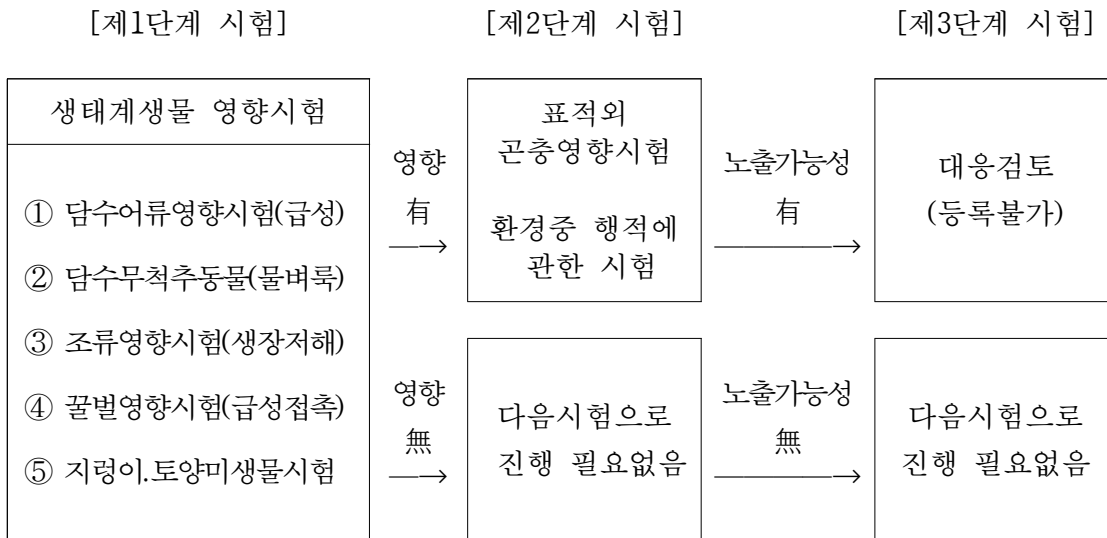 [제1단계 시험]
[제2단계 시험]
[제3단계 시험]
생태계생물 영향시험
① 담수어류영향시험(급성)
② 담수무척추동물(물벼룩)
③ 조류영향시험(생장저해)
④ 꿀벌영향시험(급성접촉)
⑤ 지렁이.토양미생물시험
영향
有
→
표적외
곤충영향시험
환경중 행적에
관한 시험
노출가능성
有
→
대응검토
(등록불가)
영향
無
→
다음시험으로
진행 필요없음
노출가능성
無
→
다음시험으로
진행 필요없음